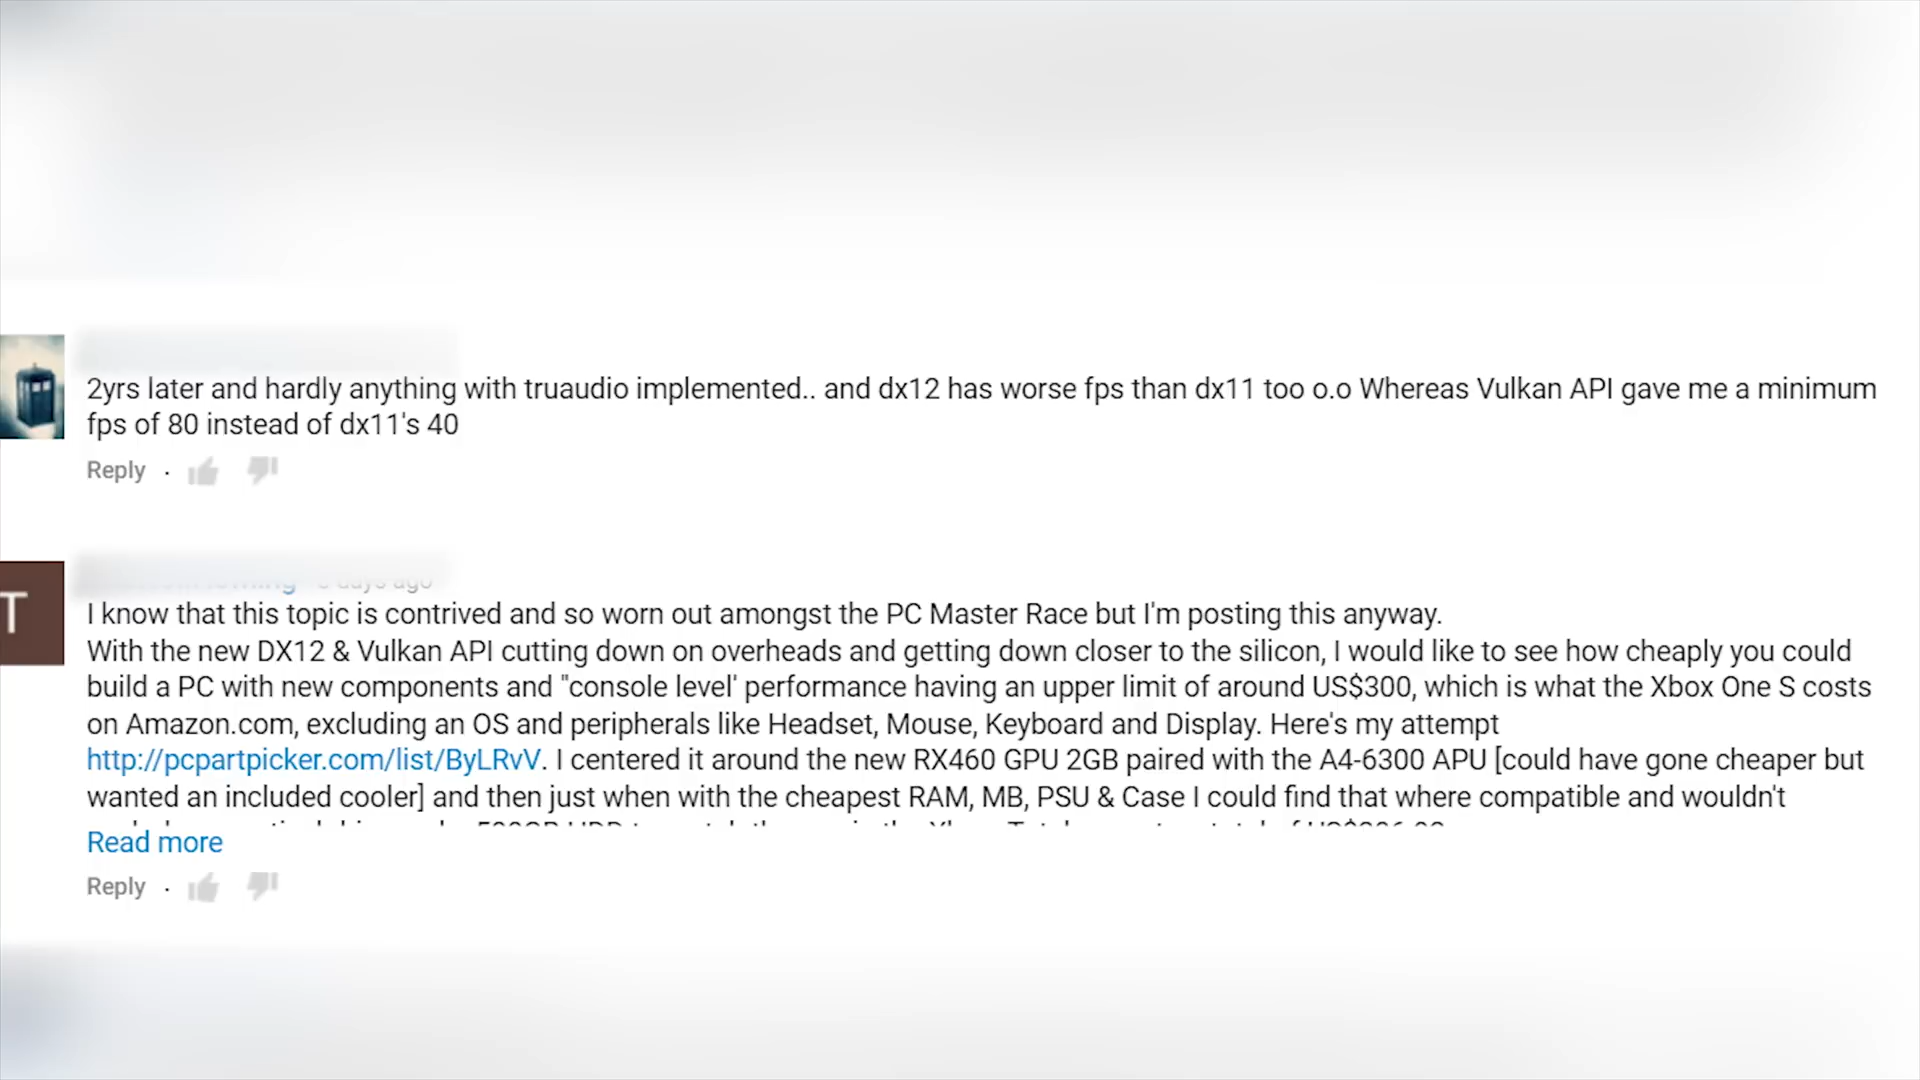 2yrs later and hardly anything with truaudio implemented.. and dx12 has worse fps than dx11 too o.o Whereas Vulkan API gave me a minimum
fps of 80 instead of dx11's 40
Reply ·
T
days ago
I know that this topic is contrived and so worn out amongst the PC Master Race but I'm posting this anyway.
With the new DX12 & Vulkan API cutting down on overheads and getting down closer to the silicon, I would like to see how cheaply you could
build a PC with new components and "console level' performance having an upper limit of around US$300, which is what the Xbox One S costs
on Amazon.com, excluding an OS and peripherals like Headset, Mouse, Keyboard and Display. Here's my attempt
http://pcpartpicker.com/list/ByLRvV. I centered it around the new RX460 GPU 2GB paired with the A4-6300 APU [could have gone cheaper but
wanted an included cooler] and then just when with the cheapest RAM, MB, PSU & Case I could find that where compatible and wouldn't
Read more
Reply ·